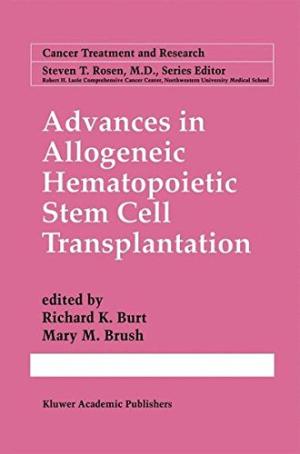 Cancer Treatment and Research
Steven T. Rosen, M.D., Series Editor
Robert H. Lurie Comprehensive Cancer Center, Northwestern University Medical School
Advances in
Allogeneic
Hematopoietic
Stem Cell
Transplantation
edited by
Richard K. Burt
Mary M. Brush
Kluwer Academic Publishers